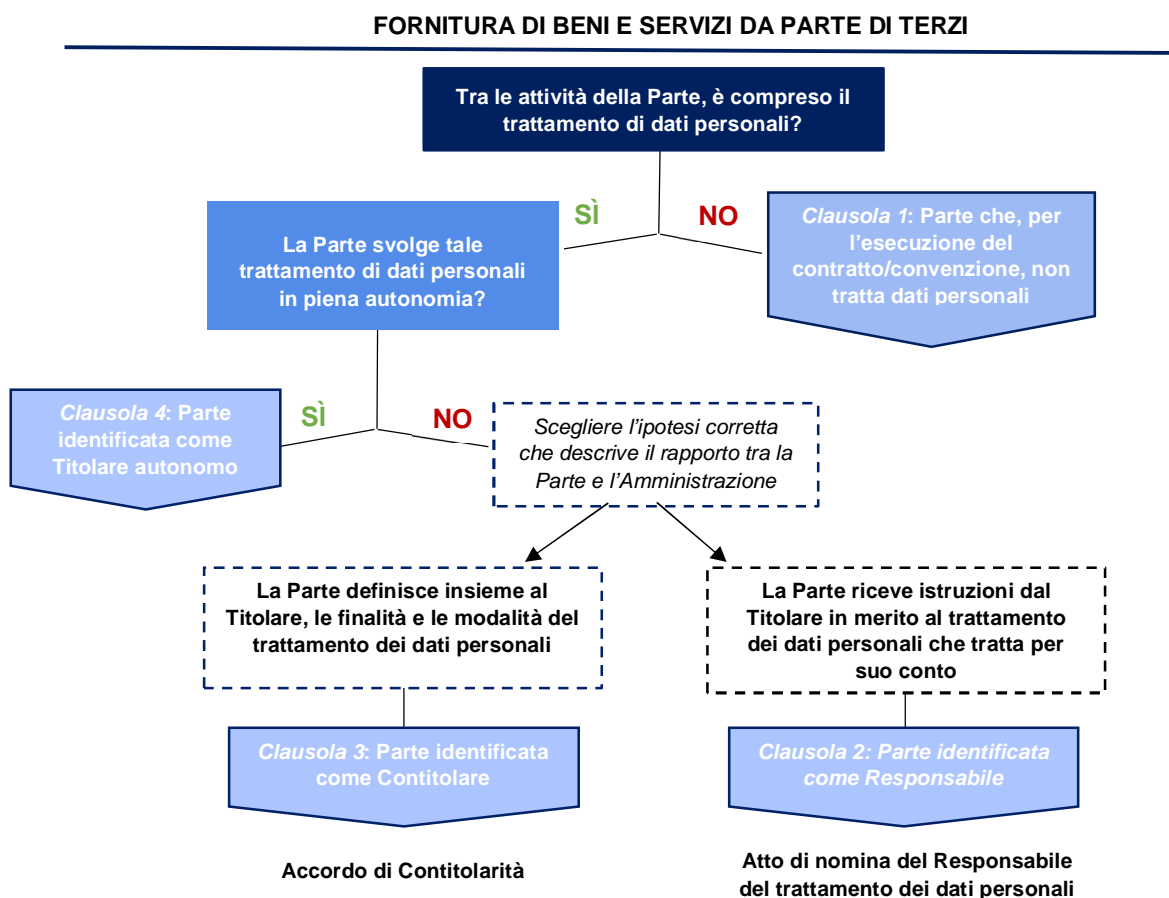 FORNITURA DI BENI E SERVIZI DA PARTE DI TERZI
Tra le attività della Parte, è compreso il
trattamento di dati personali?
SÌ
NO
La Parte svolge tale
trattamento di dati personali
in piena autonomia?
Clausola 1: Parte che, per
l’esecuzione del
contratto/convenzione, non
tratta dati personali
Clausola 4: Parte
identificata come
Titolare autonomo
SÌ
NO
Scegliere l’ipotesi corretta
che descrive il rapporto tra la
Parte e l’Amministrazione
La Parte definisce insieme al
Titolare, le finalità e le modalità del
trattamento dei dati personali
La Parte riceve istruzioni dal
Titolare in merito al trattamento
dei dati personali che tratta per
suo conto
Clausola 3: Parte identificata
come Contitolare
Clausola 2: Parte identificata
come Responsabile
Accordo di Contitolarità
Atto di nomina del Responsabile
del trattamento dei dati personali